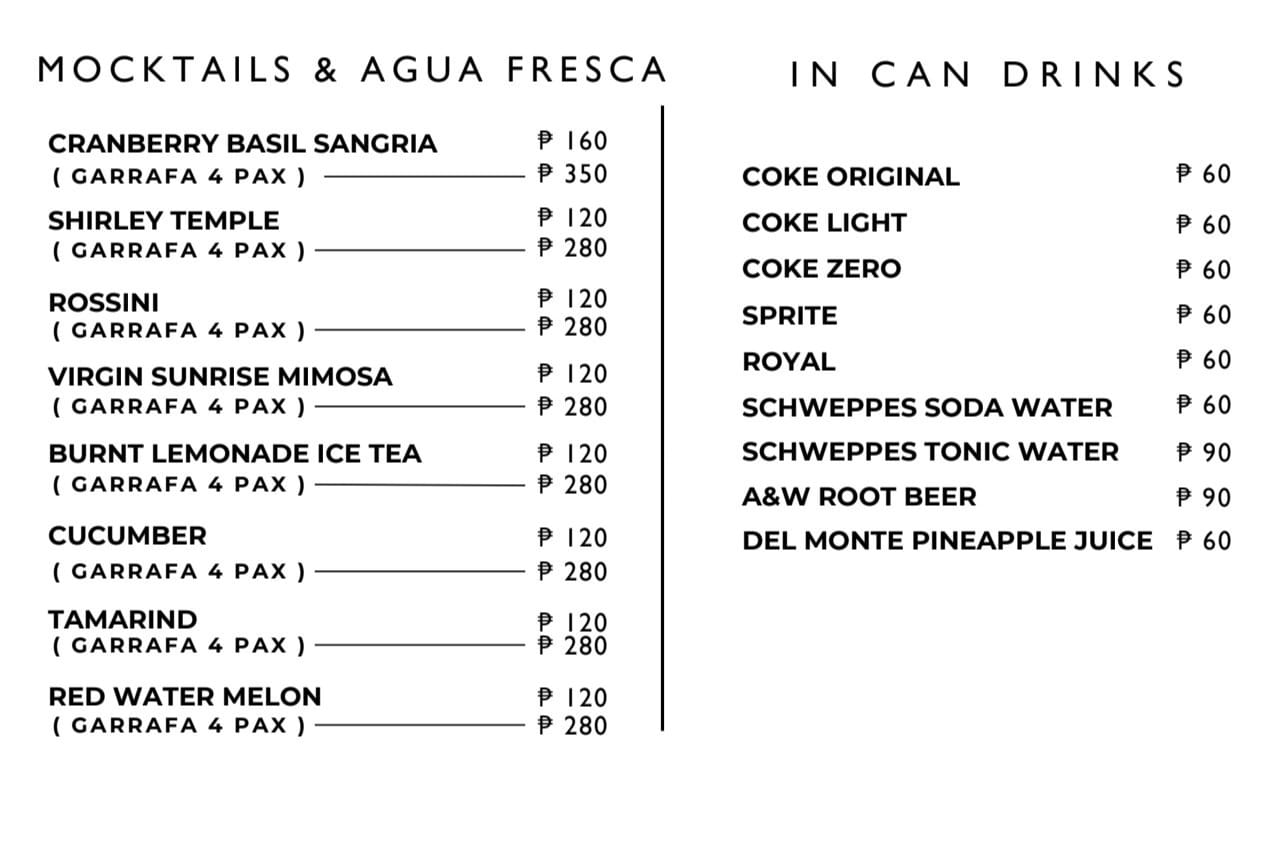 MOCKTAILS & AGUA FRESCA
CRANBERRY BASIL SANGRIA ₱ 160
( GARRAFA 4 PAX ) ₱ 350
SHIRLEY TEMPLE ₱ 120
( GARRAFA 4 PAX ) ₱ 280
ROSSINI ₱ 120
( GARRAFA 4 PAX ) ₱ 280
VIRGIN SUNRISE MIMOSA ₱ 120
( GARRAFA 4 PAX ) ₱ 280
BURNT LEMONADE ICE TEA ₱ 120
( GARRAFA 4 PAX ) ₱ 280
CUCUMBER ₱ 120
( GARRAFA 4 PAX ) ₱ 280
TAMARIND ₱ 120
( GARRAFA 4 PAX ) ₱ 280
RED WATER MELON ₱ 120
( GARRAFA 4 PAX ) ₱ 280
IN CAN DRINKS
COKE ORIGINAL ₱ 60
COKE LIGHT ₱ 60
COKE ZERO ₱ 60
SPRITE ₱ 60
ROYAL ₱ 60
SCHWEPPES SODA WATER ₱ 60
SCHWEPPES TONIC WATER ₱ 90
A&W ROOT BEER ₱ 90
DEL MONTE PINEAPPLE JUICE ₱ 60